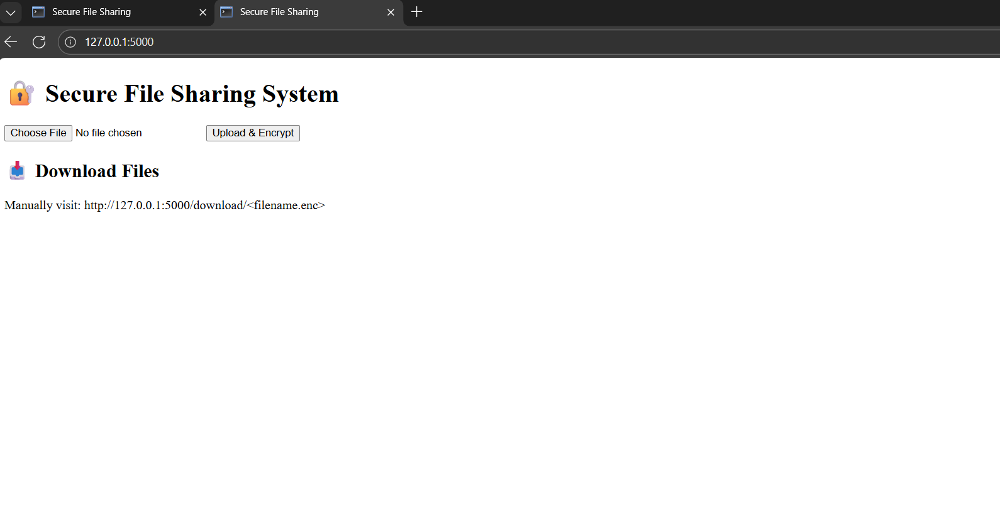 Secure File Sharing
Secure File Sharing
127.0.0.1:5000
🔐 Secure File Sharing System
Choose File No file chosen Upload & Encrypt
📥 Download Files
Manually visit: http://127.0.0.1:5000/download/<filename.enc>